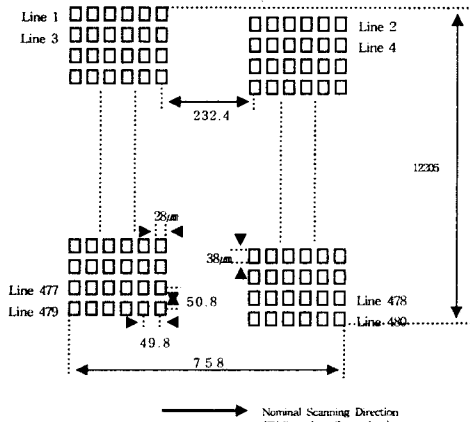 Line 1
Line 2
Line 3
Line 4
232.4
12305
28㎛
38㎛
Line 477
50.8
Line 478
Line 479
Line 480
49.8
758
Nominal Scanning Direction